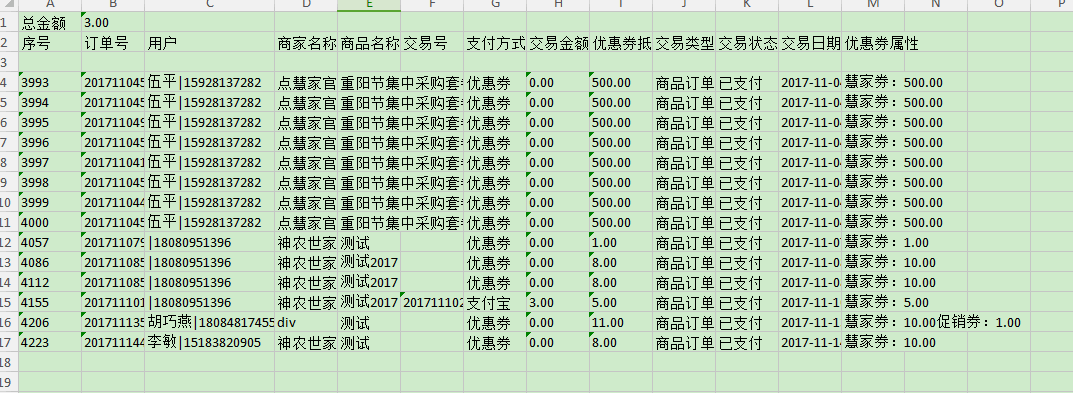 A B C D E F G H I J K L M N O P
1 总金额 3.00
2 序号 订单号 用户 商家名称 商品名称 交易号 支付方式 交易金额 优惠券抵 交易类型 交易状态 交易日期 优惠券属性
3
4 3993 201711045 伍平|15928137282 点慧家官 重阳节集中采购套 优惠券 0.00 500.00 商品订单 已支付 2017-11-0 慧家券：500.00
5 3994 201711045 伍平|15928137282 点慧家官 重阳节集中采购套 优惠券 0.00 500.00 商品订单 已支付 2017-11-0 慧家券：500.00
6 3995 201711045 伍平|15928137282 点慧家官 重阳节集中采购套 优惠券 0.00 500.00 商品订单 已支付 2017-11-0 慧家券：500.00
7 3996 201711045 伍平|15928137282 点慧家官 重阳节集中采购套 优惠券 0.00 500.00 商品订单 已支付 2017-11-0 慧家券：500.00
8 3997 201711041 伍平|15928137282 点慧家官 重阳节集中采购套 优惠券 0.00 500.00 商品订单 已支付 2017-11-0 慧家券：500.00
9 3998 201711045 伍平|15928137282 点慧家官 重阳节集中采购套 优惠券 0.00 500.00 商品订单 已支付 2017-11-0 慧家券：500.00
10 3999 201711044 伍平|15928137282 点慧家官 重阳节集中采购套 优惠券 0.00 500.00 商品订单 已支付 2017-11-0 慧家券：500.00
11 4000 201711045 伍平|15928137282 点慧家官 重阳节集中采购套 优惠券 0.00 500.00 商品订单 已支付 2017-11-0 慧家券：500.00
12 4057 201711075 |18080951396 神农世家 测试 优惠券 0.00 1.00 商品订单 已支付 2017-11-0 慧家券：1.00
13 4086 201711085 |18080951396 神农世家 测试2017 优惠券 0.00 8.00 商品订单 已支付 2017-11-0 慧家券：10.00
14 4112 201711085 |18080951396 神农世家 测试2017 优惠券 0.00 8.00 商品订单 已支付 2017-11-0 慧家券：10.00
15 4155 201711101 |18080951396 神农世家 测试2017 201711102 支付宝 3.00 5.00 商品订单 已支付 2017-11-1 慧家券：5.00
16 4206 201711135 胡巧燕|18084817455 div 测试 优惠券 0.00 11.00 商品订单 已支付 2017-11-1 慧家券：10.00促销券：1.00
17 4223 201711144 李敏|15183820905 神农世家 测试 优惠券 0.00 8.00 商品订单 已支付 2017-11-1 慧家券：10.00
18
19